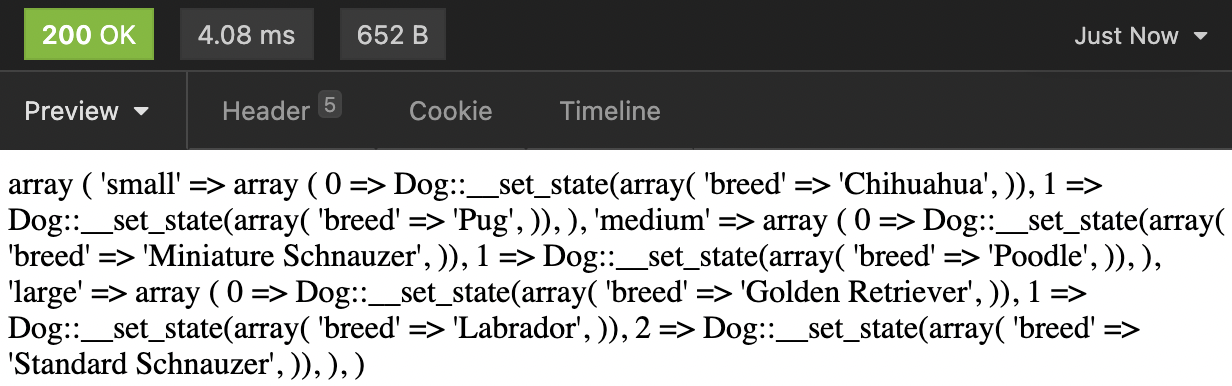 200 OK 4.08 ms 652 B Just Now
Preview Header 5 Cookie Timeline
array ( 'small' => array ( 0 => Dog::__set_state(array( 'breed' => 'Chihuahua', )), 1 =>
Dog::__set_state(array( 'breed' => 'Pug', )), ), 'medium' => array ( 0 => Dog::__set_state(array(
'breed' => 'Miniature Schnauzer', )), 1 => Dog::__set_state(array( 'breed' => 'Poodle', )), ),
'large' => array ( 0 => Dog::__set_state(array( 'breed' => 'Golden Retriever', )), 1 =>
Dog::__set_state(array( 'breed' => 'Labrador', )), 2 => Dog::__set_state(array( 'breed' =>
'Standard Schnauzer', )), ), )